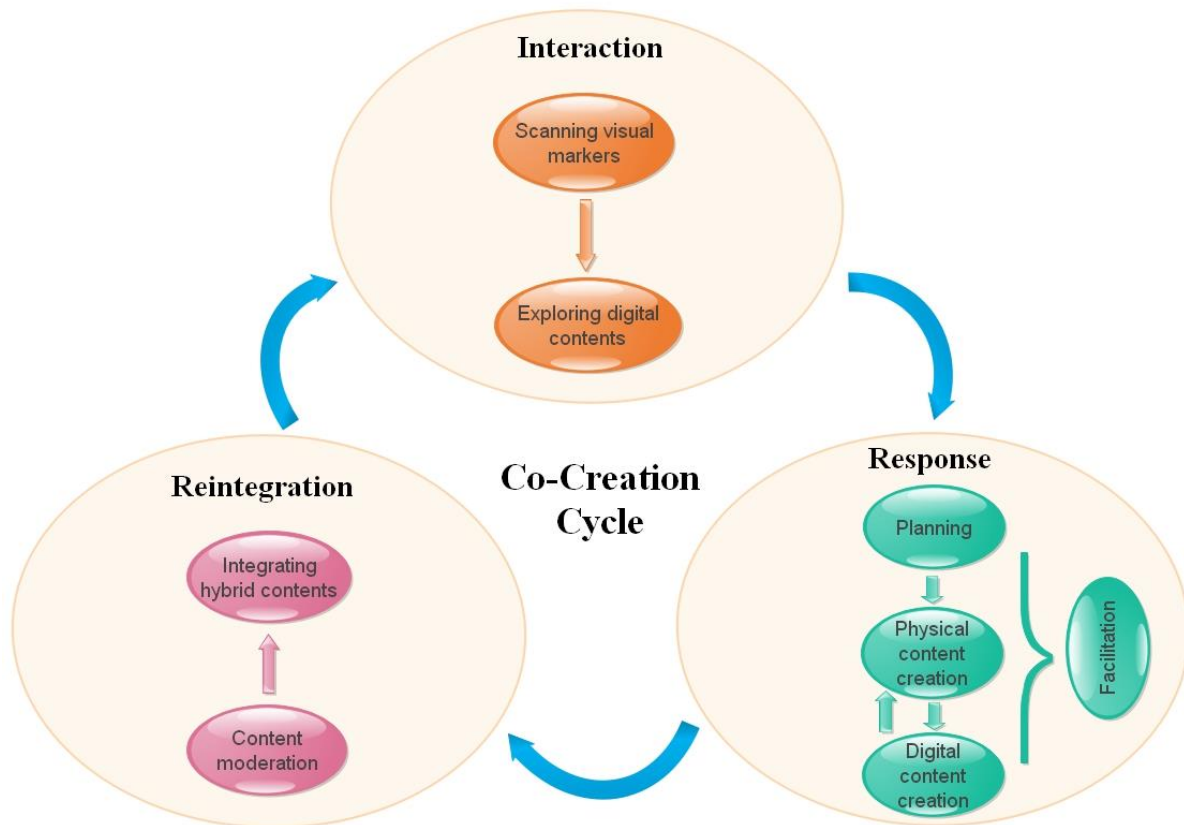 Interaction
Scanning visual
markers
Exploring digital
contents
Co-Creation
Cycle
Response
Planning
Physical
content
creation
Digital
content
creation
Facilitation
Reintegration
Integrating
hybrid contents
Content
moderation